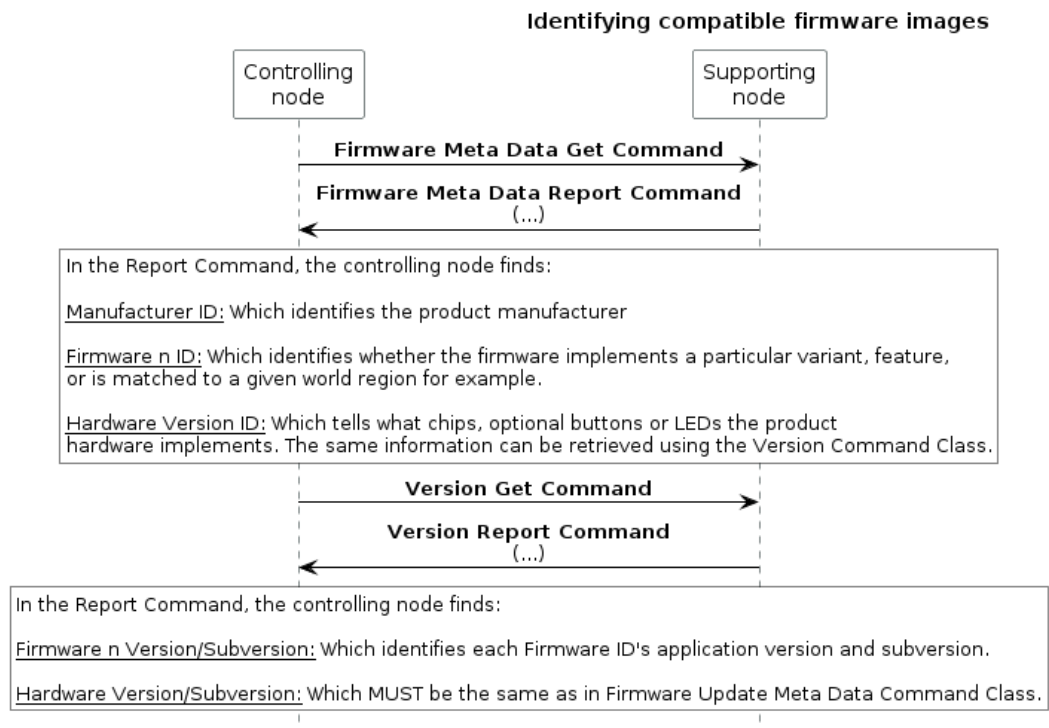 Identifying compatible firmware images
Controlling
node
Supporting
node
Firmware Meta Data Get Command
Firmware Meta Data Report Command
(...)
In the Report Command, the controlling node finds:
Manufacturer ID: Which identifies the product manufacturer
Firmware n ID: Which identifies whether the firmware implements a particular variant, feature,
or is matched to a given world region for example.
Hardware Version ID: Which tells what chips, optional buttons or LEDs the product
hardware implements. The same information can be retrieved using the Version Command Class.
Version Get Command
Version Report Command
(...)
In the Report Command, the controlling node finds:
Firmware n Version/Subversion: Which identifies each Firmware ID's application version and subversion.
Hardware Version/Subversion: Which MUST be the same as in Firmware Update Meta Data Command Class.